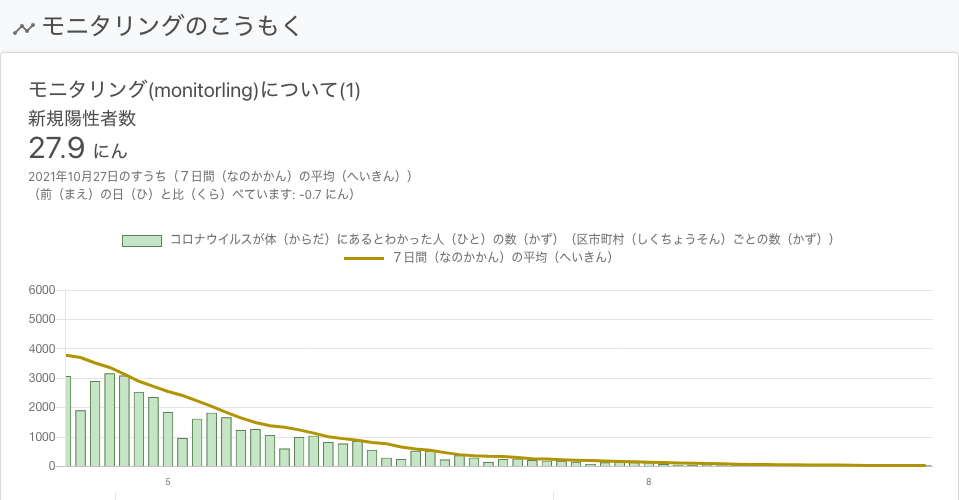 モニタリングのこうもく
モニタリング(monitorling)について(1)
新規陽性者数
27.9 にん
2021年10月27日のすうち（７日間（なのかかん）の平均（へいきん））
（前（まえ）の日（ひ）と比（くら）べています: -0.7 にん）
コロナウイルスが体（からだ）にあるとわかった人（ひと）の数（かず）（区市町村（しくちょうそん）ごとの数（かず））
７日間（なのかかん）の平均（へいきん）
6000
5000
4000
3000
2000
1000
0
5 8